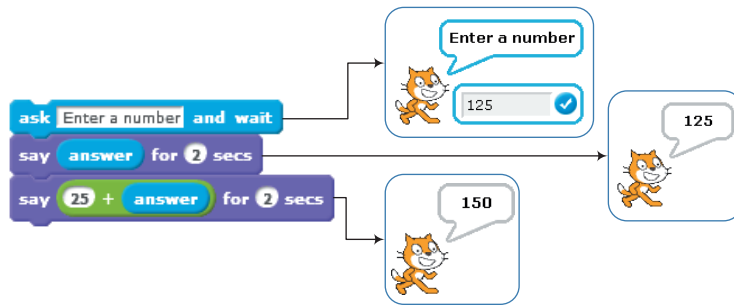 Enter a number
125
ask Enter a number and wait
say answer for 2 secs
125
say 25 + answer for 2 secs
150